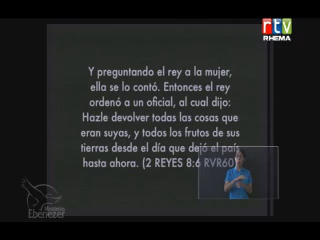 rtv
RHEMA
Y preguntando el rey a la mujer,
ella se lo contó. Entonces el rey
ordenó a un oficial, al cual dijo:
Hazle devolver todas las cosas que
eran suyas, y todos los frutos de sus
tierras desde el día que dejó el país
hasta ahora. (2 REYES 8:6 RVR60)
Ministerios
Ebenezer